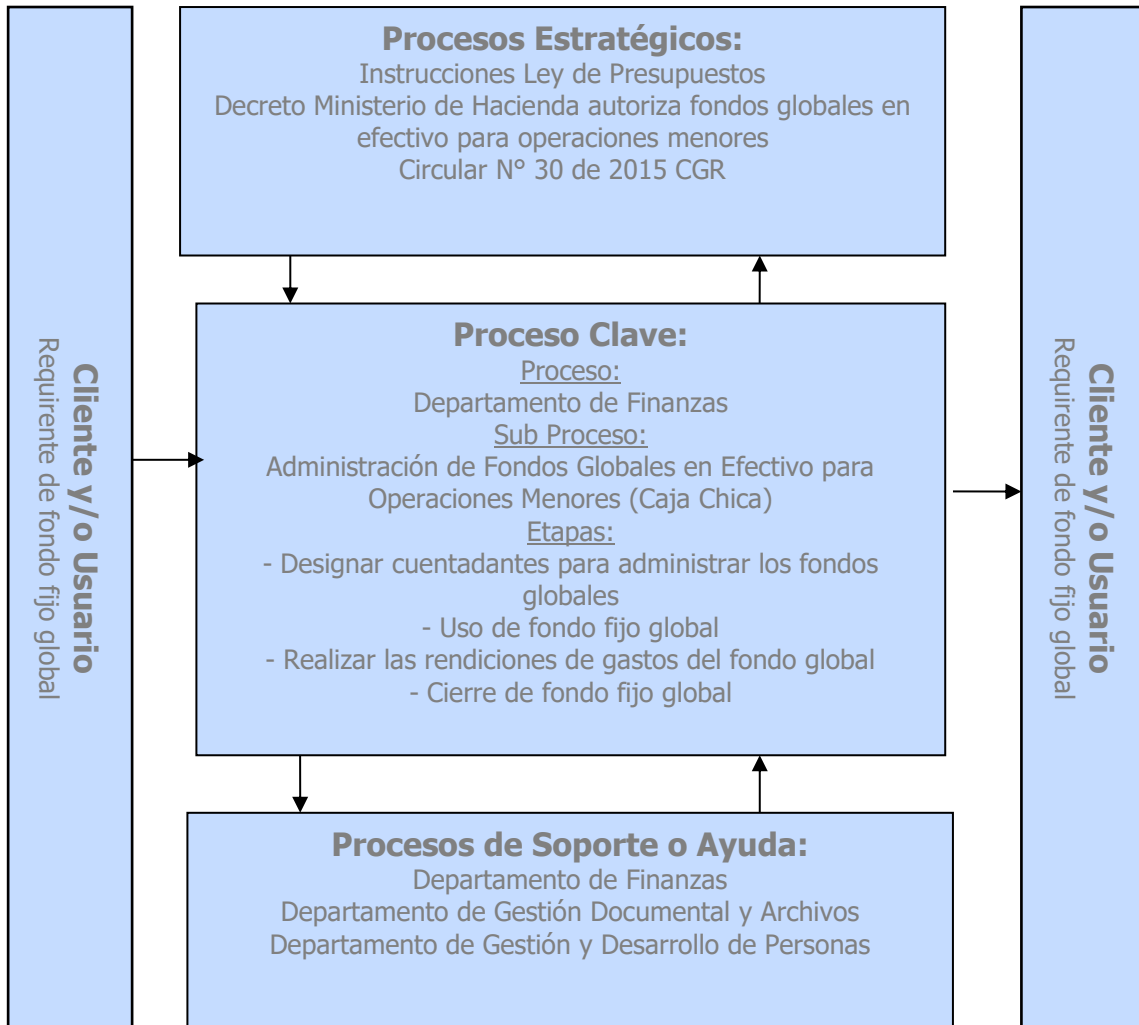 Cliente y/o Usuario
Requirente de fondo fijo global
Procesos Estratégicos:
Instrucciones Ley de Presupuestos
Decreto Ministerio de Hacienda autoriza fondos globales en
efectivo para operaciones menores
Circular N° 30 de 2015 CGR
Proceso Clave:
Proceso:
Departamento de Finanzas
Sub Proceso:
Administración de Fondos Globales en Efectivo para
Operaciones Menores (Caja Chica)
Etapas:
- Designar cuentadantes para administrar los fondos
globales
- Uso de fondo fijo global
- Realizar las rendiciones de gastos del fondo global
- Cierre de fondo fijo global
Procesos de Soporte o Ayuda:
Departamento de Finanzas
Departamento de Gestión Documental y Archivos
Departamento de Gestión y Desarrollo de Personas
Cliente y/o Usuario
Requirente de fondo fijo global